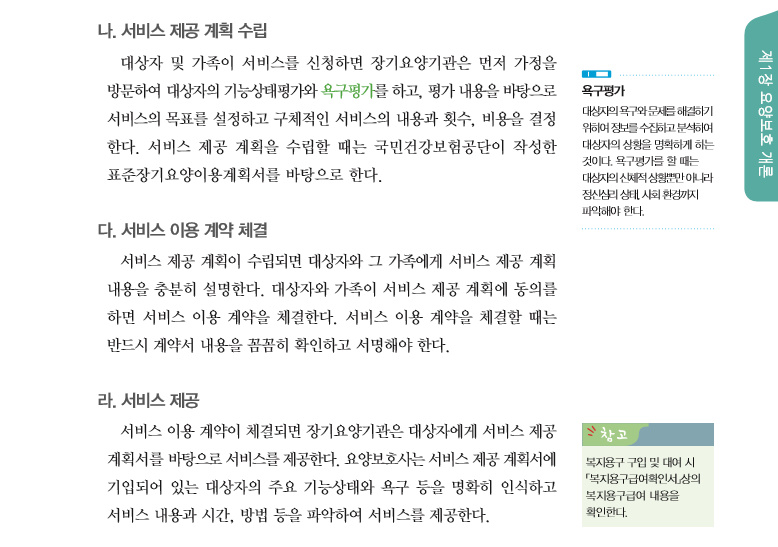 나. 서비스 제공 계획 수립
대상자 및 가족이 서비스를 신청하면 장기요양기관은 먼저 가정을
방문하여 대상자의 기능상태평가와 욕구평가를 하고, 평가 내용을 바탕으로
서비스의 목표를 설정하고 구체적인 서비스의 내용과 횟수, 비용을 결정
한다. 서비스 제공 계획을 수립할 때는 국민건강보험공단이 작성한
표준장기요양이용계획서를 바탕으로 한다.
다. 서비스 이용 계약 체결
서비스 제공 계획이 수립되면 대상자와 그 가족에게 서비스 제공 계획
내용을 충분히 설명한다. 대상자와 가족이 서비스 제공 계획에 동의를
하면 서비스 이용 계약을 체결한다. 서비스 이용 계약을 체결할 때는
반드시 계약서 내용을 꼼꼼히 확인하고 서명해야 한다.
라. 서비스 제공
서비스 이용 계약이 체결되면 장기요양기관은 대상자에게 서비스 제공
계획서를 바탕으로 서비스를 제공한다. 요양보호사는 서비스 제공 계획서에
기입되어 있는 대상자의 주요 기능상태와 욕구 등을 명확히 인식하고
서비스 내용과 시간, 방법 등을 파악하여 서비스를 제공한다.
욕구평가
대상자의 욕구와 문제를 해결하기
위하여 정보를 수집하고 분석하여
대상자의 상황을 명확하게 하는
것이다. 욕구평가를 할 때는
대상자의 신체적 상황뿐만 아니라
정신심리 상태, 사회 환경까지
파악해야 한다.
참고
복지용구 구입 및 대여 시
「복지용구급여확인서」상의
복지용구급여 내용을
확인한다.
제1장 요양보호 개론